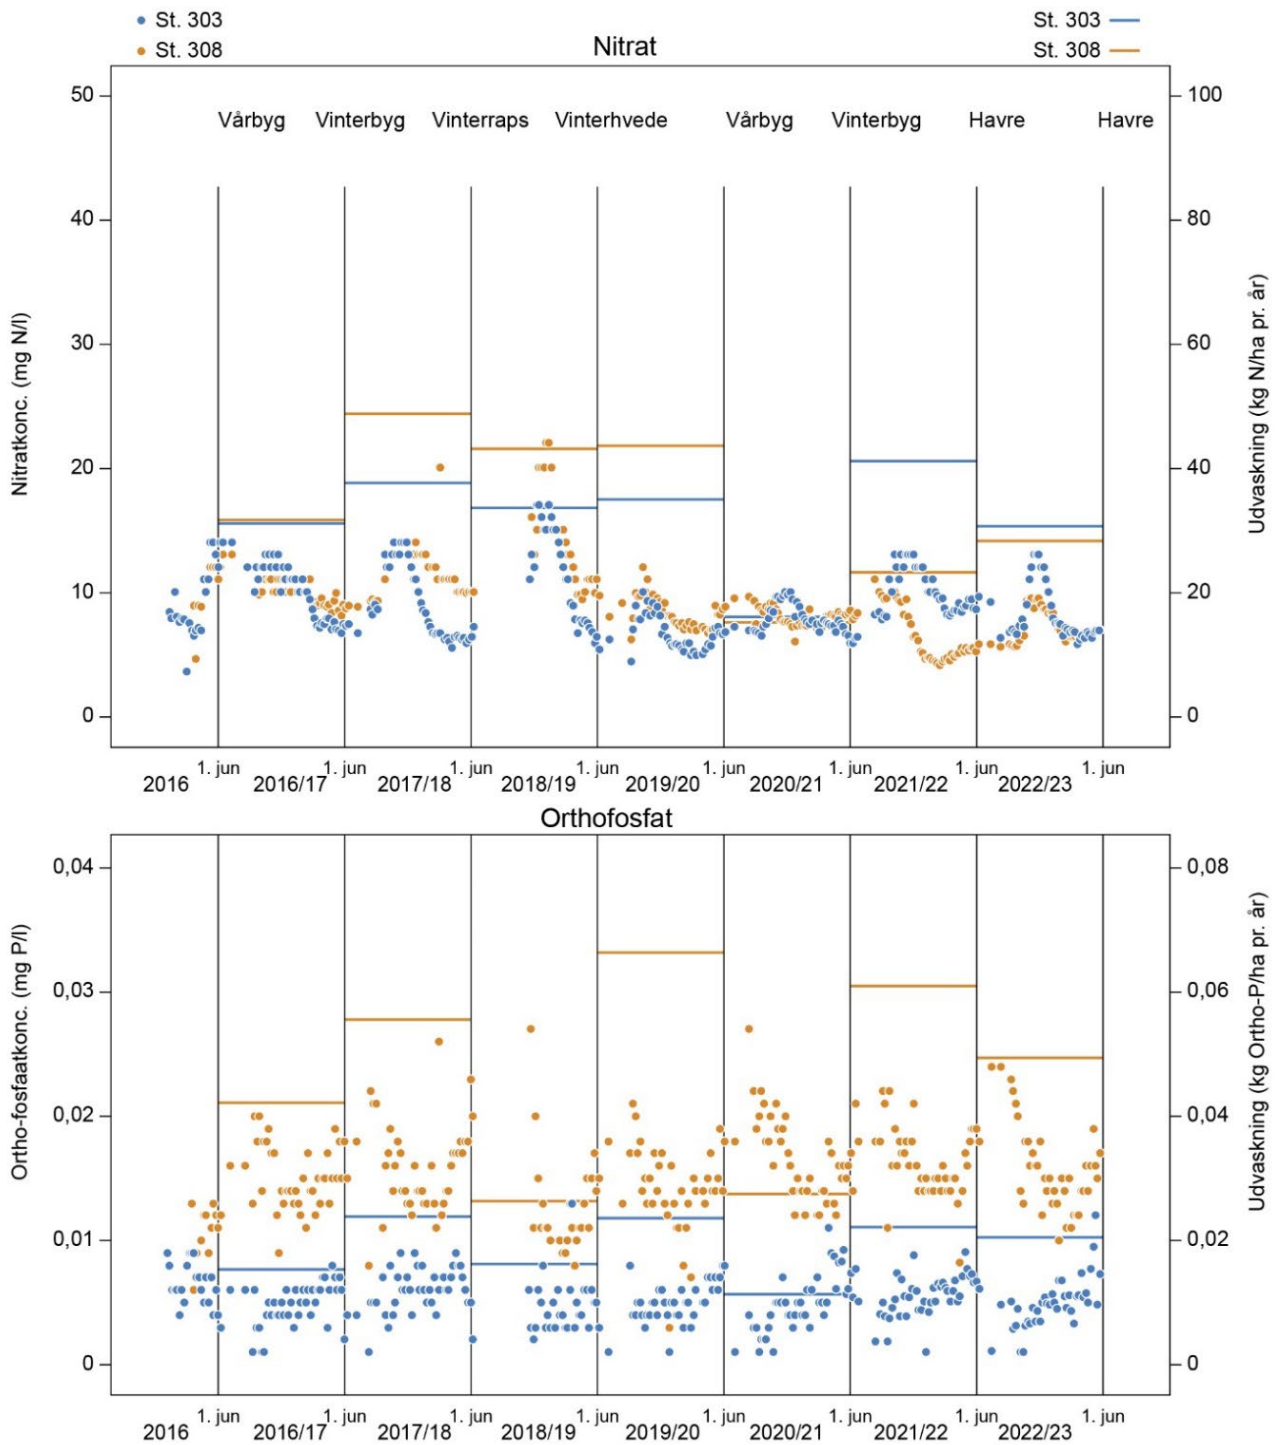 St. 303
St. 308
Nitrat
St. 303
St. 308
Nitratkonc. (mg N/l)
Udvaskning (kg N/ha pr. år)
50
40
30
20
10
0
100
80
60
40
20
0
Vårbyg Vinterbyg Vinterraps Vinterhvede Vårbyg Vinterbyg Havre Havre
1. jun 1. jun 1. jun 1. jun 1. jun 1. jun 1. jun 1. jun
2016 2016/17 2017/18 2018/19 2019/20 2020/21 2021/22 2022/23
Orthofosfat
Ortho-fosfaatkonc. (mg P/l)
Udvaskning (kg Ortho-P/ha pr. år)
0,04
0,03
0,02
0,01
0
0,08
0,06
0,04
0,02
0
1. jun 1. jun 1. jun 1. jun 1. jun 1. jun 1. jun 1. jun
2016 2016/17 2017/18 2018/19 2019/20 2020/21 2021/22 2022/23